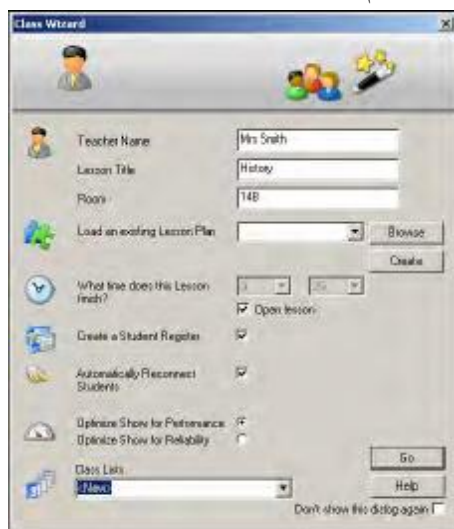 Class Wizard
Teacher Name
Mrs Smith
Lesson Title
History
Room
14B
Load an existing Lesson Plan
Browse
Create
What time does this Lesson
finish?
Open lesson
Create a Student Register
Automatically Reconnect
Students
Optimize Show for Performance
Optimize Show for Reliability
Go
Class Lists
<New>
Help
Don't show this dialog again